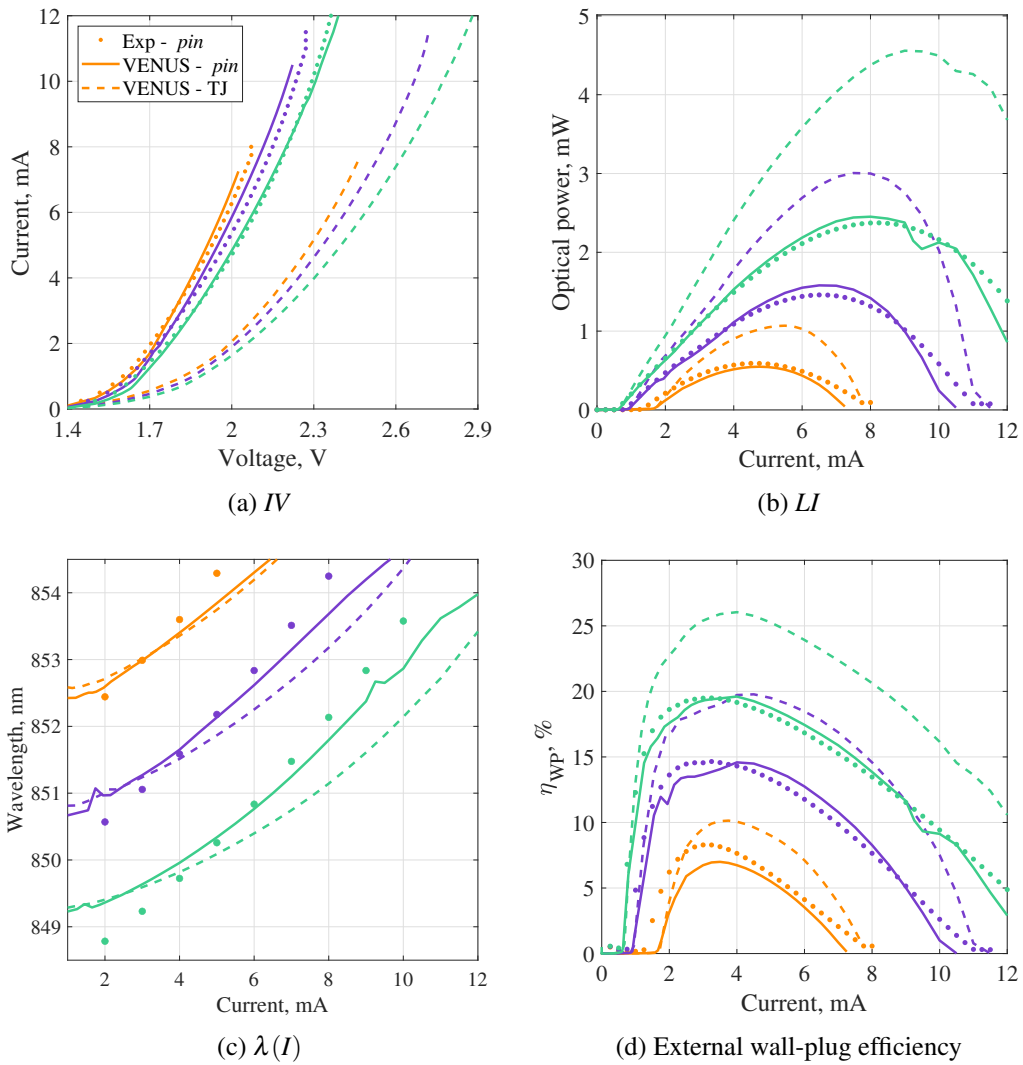 12
10
8
6
4
2
0
Current, mA
Exp - pin
VENUS - pin
VENUS - TJ
1.4 1.7 2 2.3 2.6 2.9
Voltage, V
(a) IV
5
4
3
2
1
0
Optical power, mW
0 2 4 6 8 10 12
Current, mA
(b) LI
854
853
852
851
850
849
Wavelength, nm
2 4 6 8 10 12
Current, mA
(c) λ(I)
30
25
20
15
10
5
0
ηWP, %
0 2 4 6 8 10 12
Current, mA
(d) External wall-plug efficiency